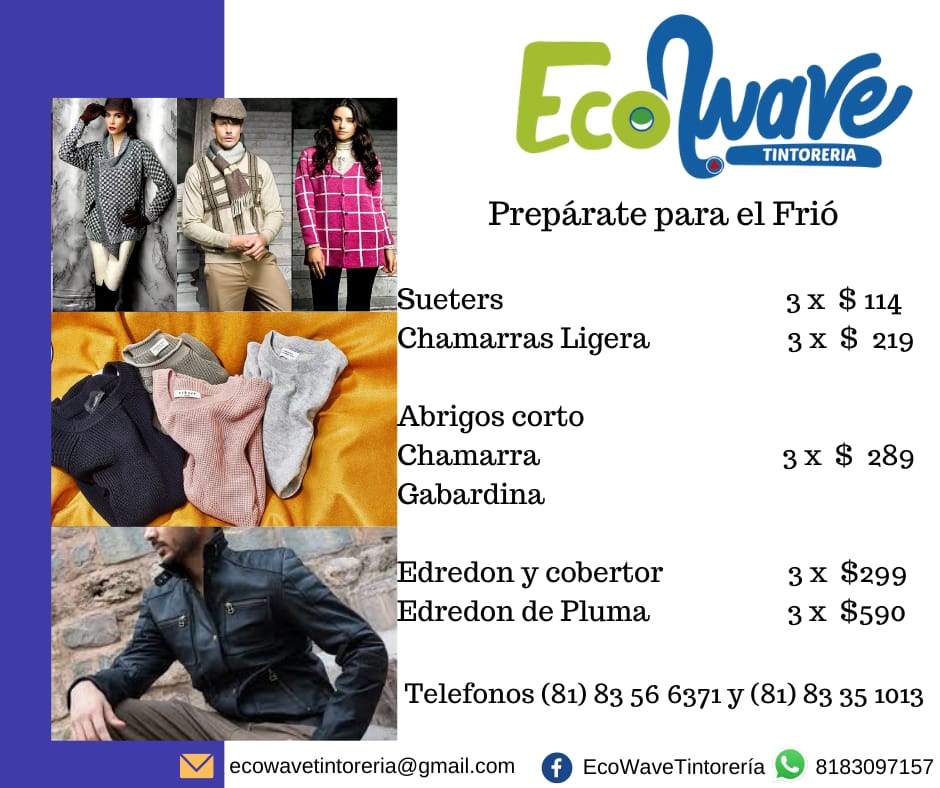 Ecowave
TINTORERIA
Prepárate para el Frió
Sueters 3 x $ 114
Chamarras Ligera 3 x $ 219
Abrigos corto
Chamarra 3 x $ 289
Gabardina
Edredon y cobertor 3 x $299
Edredon de Pluma 3 x $590
Telefonos (81) 83 56 6371 y (81) 83 35 1013
ecowavetintoreria@gmail.com EcoWaveTintorería 8183097157